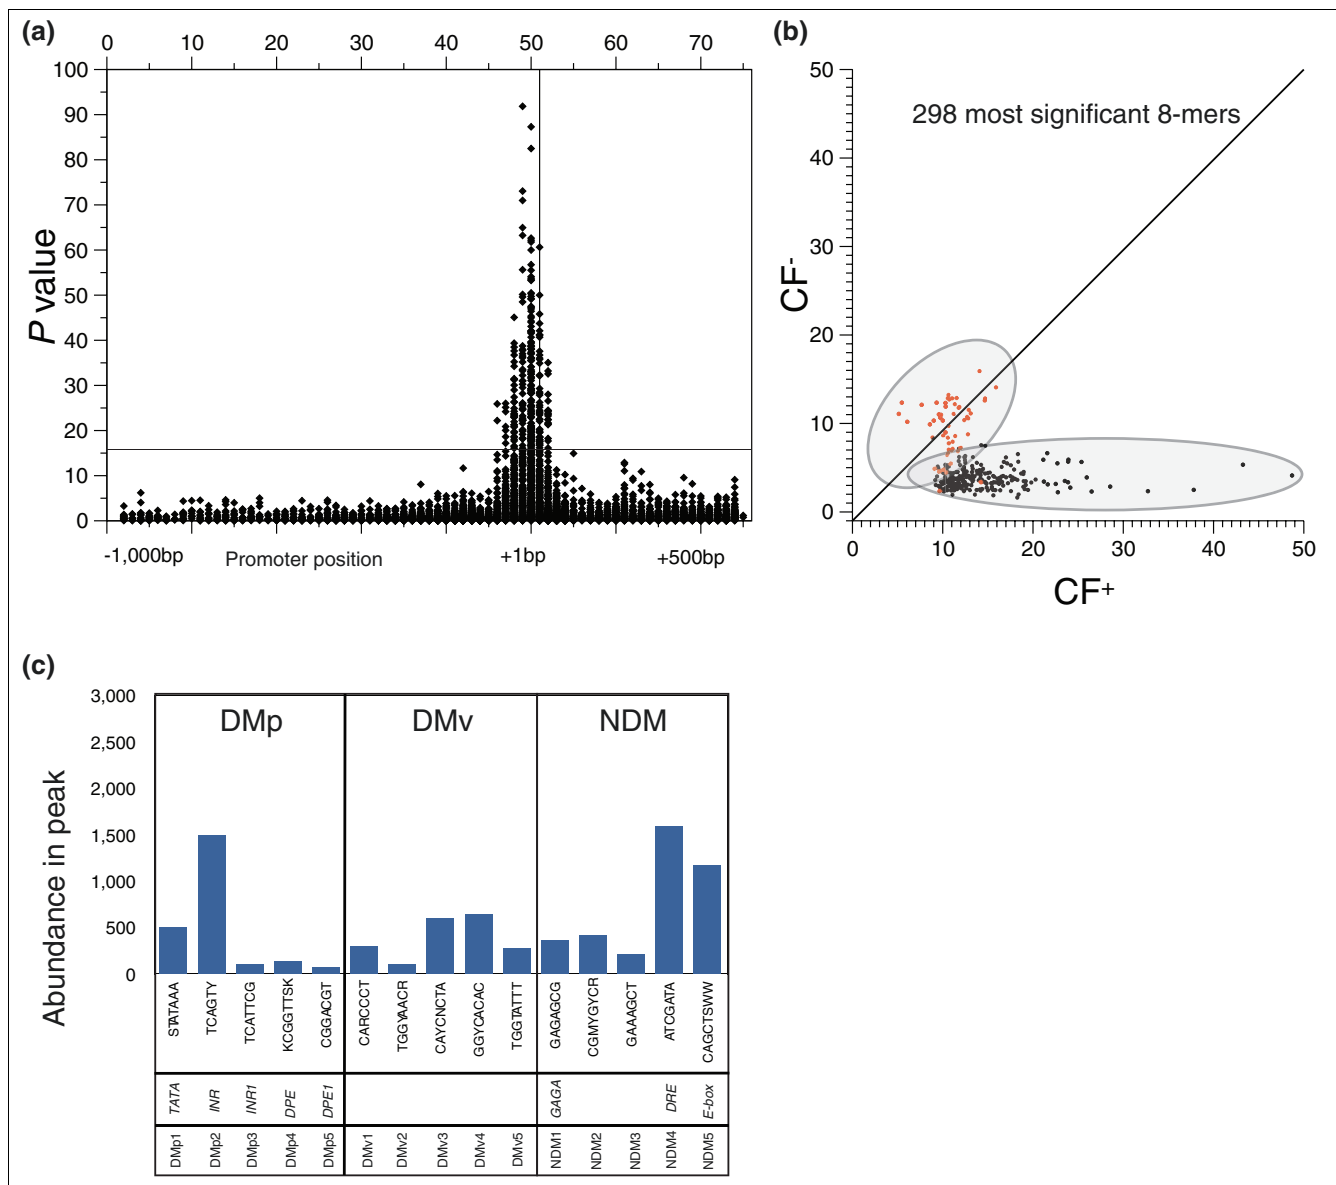 (a)
0 10 20 30 40 50 60 70
100
90
80
70
60
50
40
30
20
10
0
P value
-1,000bp Promoter position +1bp +500bp
(b)
298 most significant 8-mers
50
40
30
20
10
0
CF-
0 10 20 30 40 50
CF+
(c)
3,000
2,500
2,000
1,500
1,000
500
0
Abundance in peak
DMp DMv NDM
STATAAA TCAGTY TCATTCG KCGGTTSK CGGACGT CARCCCT TGGYAACR CAYCNCTA GGYCACAC TGGTATTT GAGAGCG CGMYGYCR GAAAGCT ATCGATA CAGCTSWW
TATA INR INR1 DPE DPE1 GAGA DRE E-box
DMp1 DMp2 DMp3 DMp4 DMp5 DMv1 DMv2 DMv3 DMv4 DMv5 NDM1 NDM2 NDM3 NDM4 NDM5